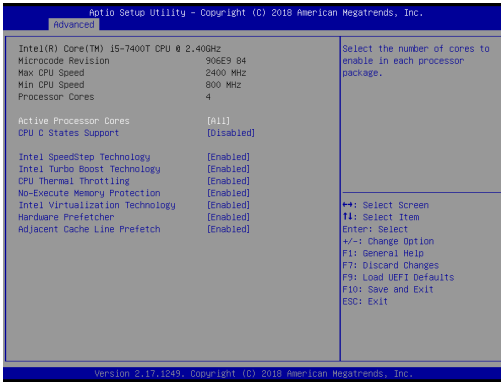 Aptio Setup Utility – Copyright (C) 2018 American Megatrends, Inc.
Advanced
Intel(R) Core(TM) i5-7400T CPU @ 2.40GHz
Microcode Revision 906E9 84
Max CPU Speed 2400 MHz
Min CPU Speed 800 MHz
Processor Cores 4
Active Processor Cores [All]
CPU C States Support [Disabled]
Intel SpeedStep Technology [Enabled]
Intel Turbo Boost Technology [Enabled]
CPU Thermal Throttling [Enabled]
No-Execute Memory Protection [Enabled]
Intel Virtualization Technology [Enabled]
Hardware Prefetcher [Enabled]
Adjacent Cache Line Prefetch [Enabled]
Select the number of cores to
enable in each processor
package.
↔: Select Screen
↑↓: Select Item
Enter: Select
+/-: Change Option
F1: General Help
F7: Discard Changes
F9: Load UEFI Defaults
F10: Save and Exit
ESC: Exit
Version 2.17.1249. Copyright (C) 2018 American Megatrends, Inc.